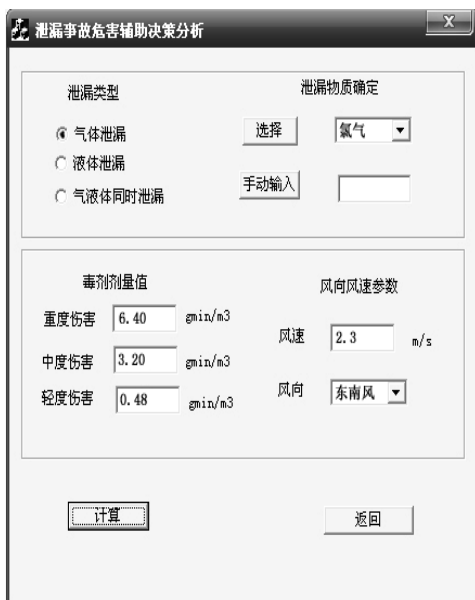 泄漏事故危害辅助决策分析
X
泄漏类型
气体泄漏
液体泄漏
气液体同时泄漏
泄漏物质确定
选择
氯气
手动输入
毒剂剂量值
重度伤害 6.40 gmin/m3
中度伤害 3.20 gmin/m3
轻度伤害 0.48 gmin/m3
风向风速参数
风速 2.3 m/s
风向 东南风
计算
返回